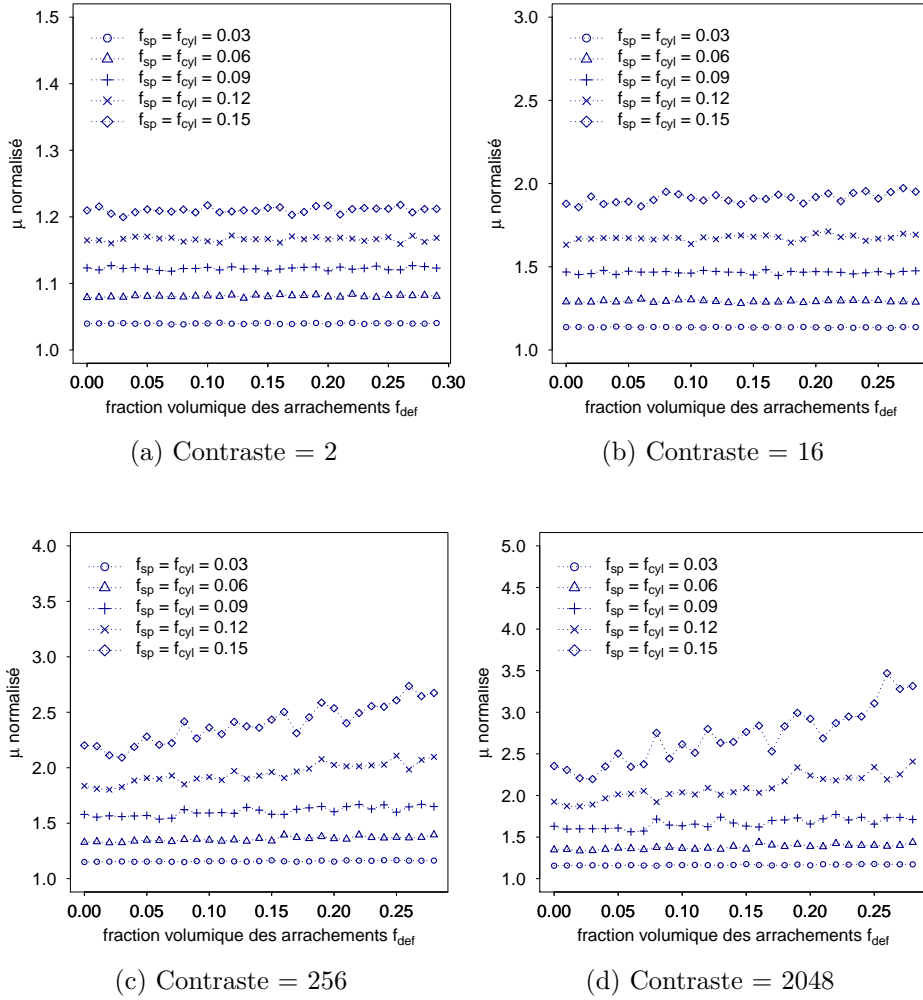 1.5
1.4
1.3
1.2
1.1
1.0
μ normalisé
f_sp = f_cyl = 0.03
f_sp = f_cyl = 0.06
f_sp = f_cyl = 0.09
f_sp = f_cyl = 0.12
f_sp = f_cyl = 0.15
0.00 0.05 0.10 0.15 0.20 0.25 0.30
fraction volumique des arrachements f_def
(a) Contraste = 2
3.0
2.5
2.0
1.5
1.0
μ normalisé
f_sp = f_cyl = 0.03
f_sp = f_cyl = 0.06
f_sp = f_cyl = 0.09
f_sp = f_cyl = 0.12
f_sp = f_cyl = 0.15
0.00 0.05 0.10 0.15 0.20 0.25
fraction volumique des arrachements f_def
(b) Contraste = 16
4.0
3.5
3.0
2.5
2.0
1.5
1.0
μ normalisé
f_sp = f_cyl = 0.03
f_sp = f_cyl = 0.06
f_sp = f_cyl = 0.09
f_sp = f_cyl = 0.12
f_sp = f_cyl = 0.15
0.00 0.05 0.10 0.15 0.20 0.25
fraction volumique des arrachements f_def
(c) Contraste = 256
5.0
4.5
4.0
3.5
3.0
2.5
2.0
1.5
1.0
μ normalisé
f_sp = f_cyl = 0.03
f_sp = f_cyl = 0.06
f_sp = f_cyl = 0.09
f_sp = f_cyl = 0.12
f_sp = f_cyl = 0.15
0.00 0.05 0.10 0.15 0.20 0.25
fraction volumique des arrachements f_def
(d) Contraste = 2048